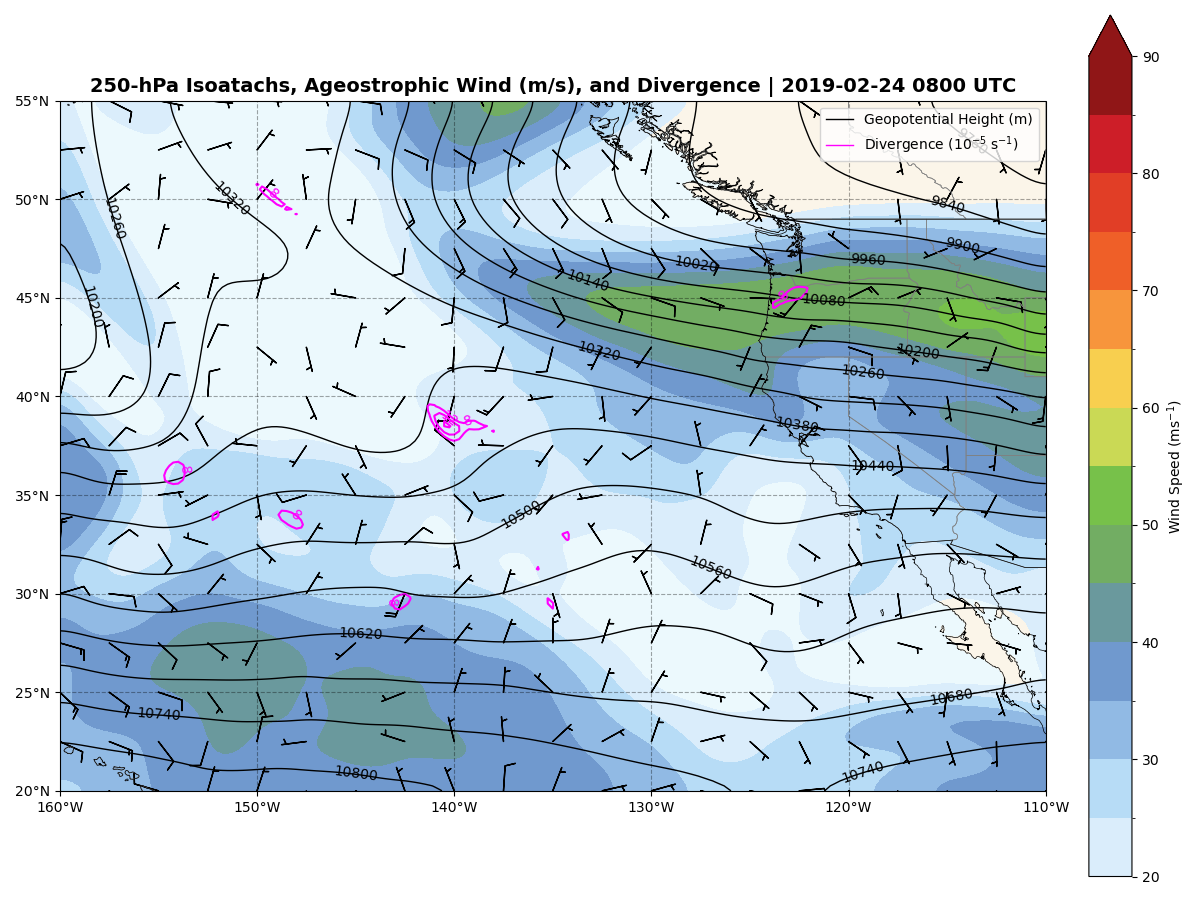 250-hPa Isoatachs, Ageostrophic Wind (m/s), and Divergence | 2019-02-24 0800 UTC
Geopotential Height (m)
Divergence (10⁻⁵ s⁻¹)
55°N
50°N
45°N
40°N
35°N
30°N
25°N
20°N
160°W
150°W
140°W
130°W
120°W
110°W
90
80
70
60
50
40
30
20
Wind Speed (ms⁻¹)
10260
10320
10200
9840
9900
9960
10020
10080
10140
10200
10260
10320
10380
10440
10500
10560
10620
10680
10740
10740
10800